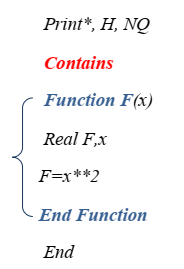 Print*, H, NQ
Contains
Function F(x)
Real F,x
F=x**2
End Function
End